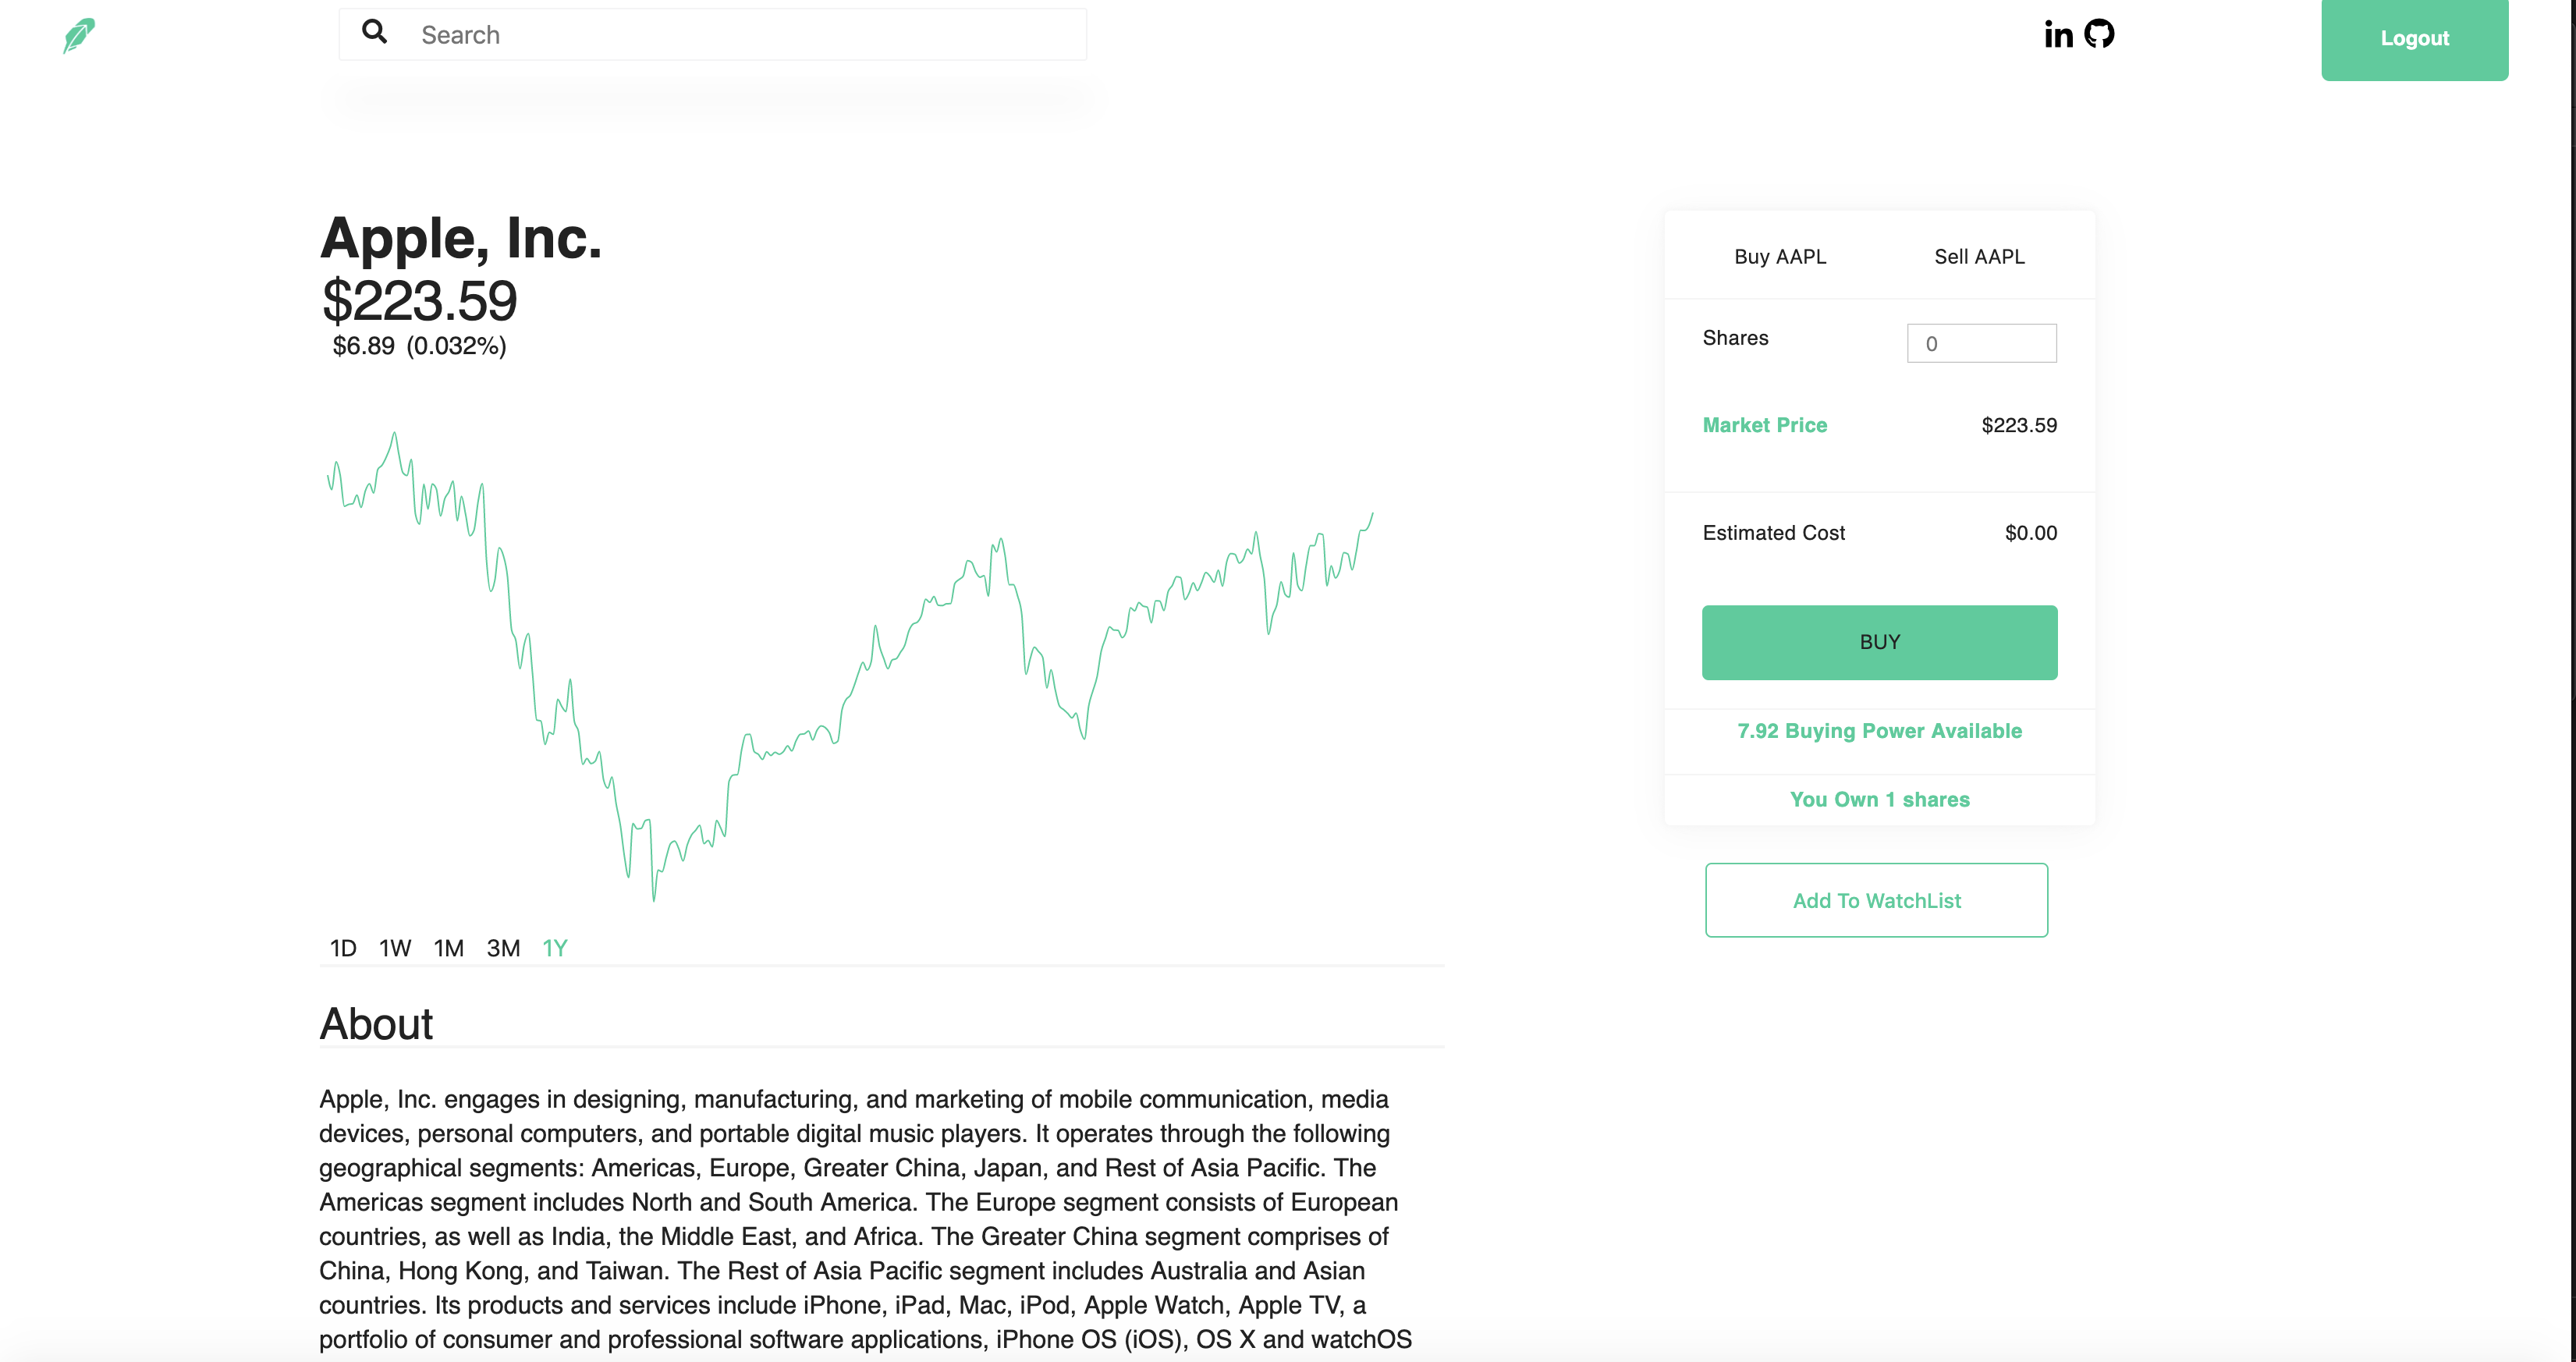 Search
in
Logout
Apple, Inc.
$223.59
$6.89 (0.032%)
1D 1W 1M 3M 1Y
About
Apple, Inc. engages in designing, manufacturing, and marketing of mobile communication, media
devices, personal computers, and portable digital music players. It operates through the following
geographical segments: Americas, Europe, Greater China, Japan, and Rest of Asia Pacific. The
Americas segment includes North and South America. The Europe segment consists of European
countries, as well as India, the Middle East, and Africa. The Greater China segment comprises of
China, Hong Kong, and Taiwan. The Rest of Asia Pacific segment includes Australia and Asian
countries. Its products and services include iPhone, iPad, Mac, iPod, Apple Watch, Apple TV, a
portfolio of consumer and professional software applications, iPhone OS (iOS), OS X and watchOS
Buy AAPL Sell AAPL
Shares 0
Market Price $223.59
Estimated Cost $0.00
BUY
7.92 Buying Power Available
You Own 1 shares
Add To WatchList